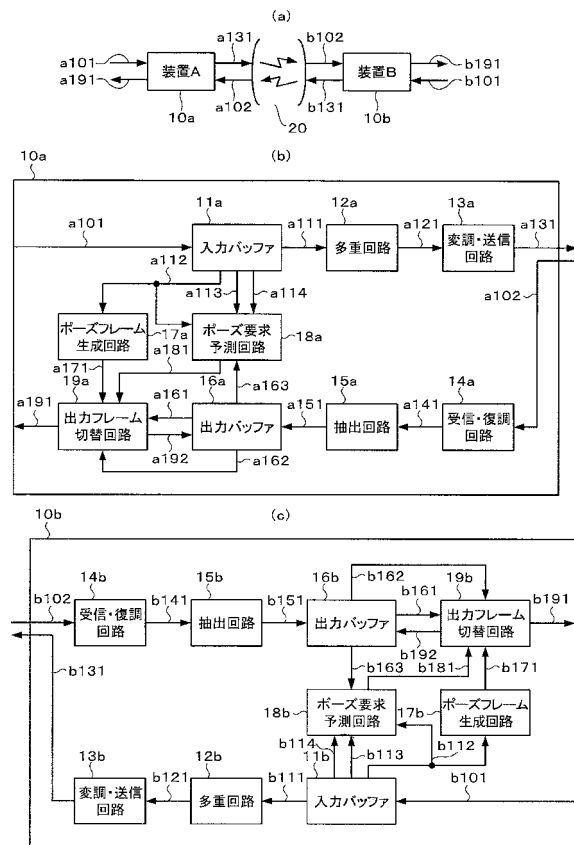 (a)
a101 a131 b102 b191
a191 装置A 装置B b101
10a a102 20 b131 10b
(b)
10a
11a 12a 13a
a101 a111 a121 a131
入力バッファ 多重回路 変調・送信
回路
a112 a113 a114 a102
ポーズフレーム
生成回路
17a
ポーズ要求
予測回路
18a
a171 a181 a163
19a 16a 15a 14a
a191 a161 a151 a141
出力フレーム
切替回路
出力バッファ 抽出回路 受信・復調
回路
a192 a162
(c)
10b
b102 14b 15b 16b b162 19b
b141 b151 b161 b191
受信・復調
回路
抽出回路 出力バッファ 出力フレーム
切替回路
b192
b131 b163 b181 b171
18b ポーズ要求
予測回路
17b ポーズフレーム
生成回路
b114 b113 b112
13b 12b 11b
b121 b111 b101
変調・送信
回路
多重回路 入力バッファ